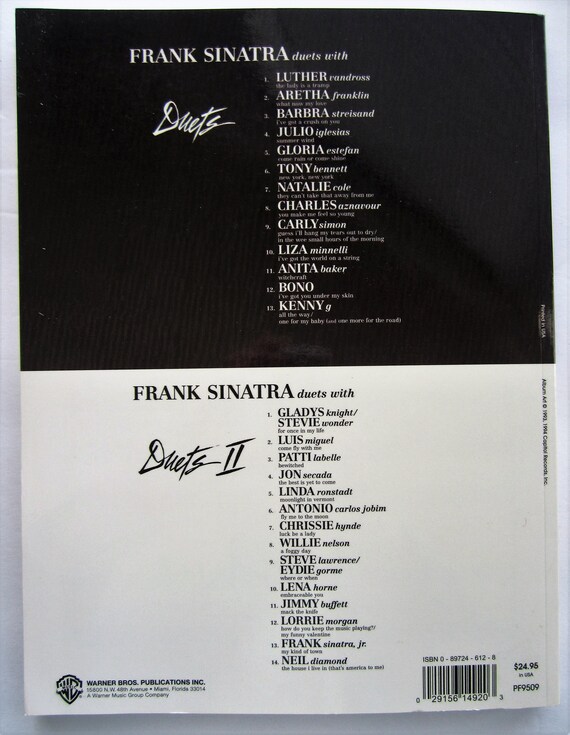 FRANK SINATRA duets with
Duets
1. LUTHER vandross
the lady is a tramp
2. ARETHA franklin
what now my love
3. BARBRA streisand
i've got a crush on you
4. JULIO iglesias
summer wind
5. GLORIA estefan
come rain or come shine
6. TONY bennett
new york, new york
7. NATALIE cole
they can't take that away from me
8. CHARLES aznavour
you make me feel so young
9. CARLY simon
guess i'll hang my tears out to dry/
in the wee small hours of the morning
10. LIZA minnelli
i've got the world on a string
11. ANITA baker
witchcraft
12. BONO
i've got you under my skin
13. KENNY g
all the way/
one for my baby (and one more for the road)
Printed in USA
FRANK SINATRA duets with
Duets II
1. GLADYS knight/
STEVIE wonder
for once in my life
2. LUIS miguel
come fly with me
3. PATTI labelle
bewitched
4. JON secada
the best is yet to come
5. LINDA ronstadt
moonlight in vermont
6. ANTONIO carlos jobim
fly me to the moon
7. CHRISSIE hynde
luck be a lady
8. WILLIE nelson
a foggy day
9. STEVE lawrence/
EYDIE gorme
where or when
10. LENA horne
embraceable you
11. JIMMY buffett
mack the knife
12. LORRIE morgan
how do you keep the music playing?/
my funny valentine
13. FRANK sinatra, jr.
my kind of town
14. NEIL diamond
the house i live in (that's america to me)
Album Art © 1993, 1994 Capitol Records, Inc.
WB
WARNER BROS. PUBLICATIONS INC.
15800 N.W. 48th Avenue • Miami, Florida 33014
A Warner Music Group Company
ISBN 0 - 89724 - 612 - 8
0 29156 14920 3
$24.95
in USA
PF9509